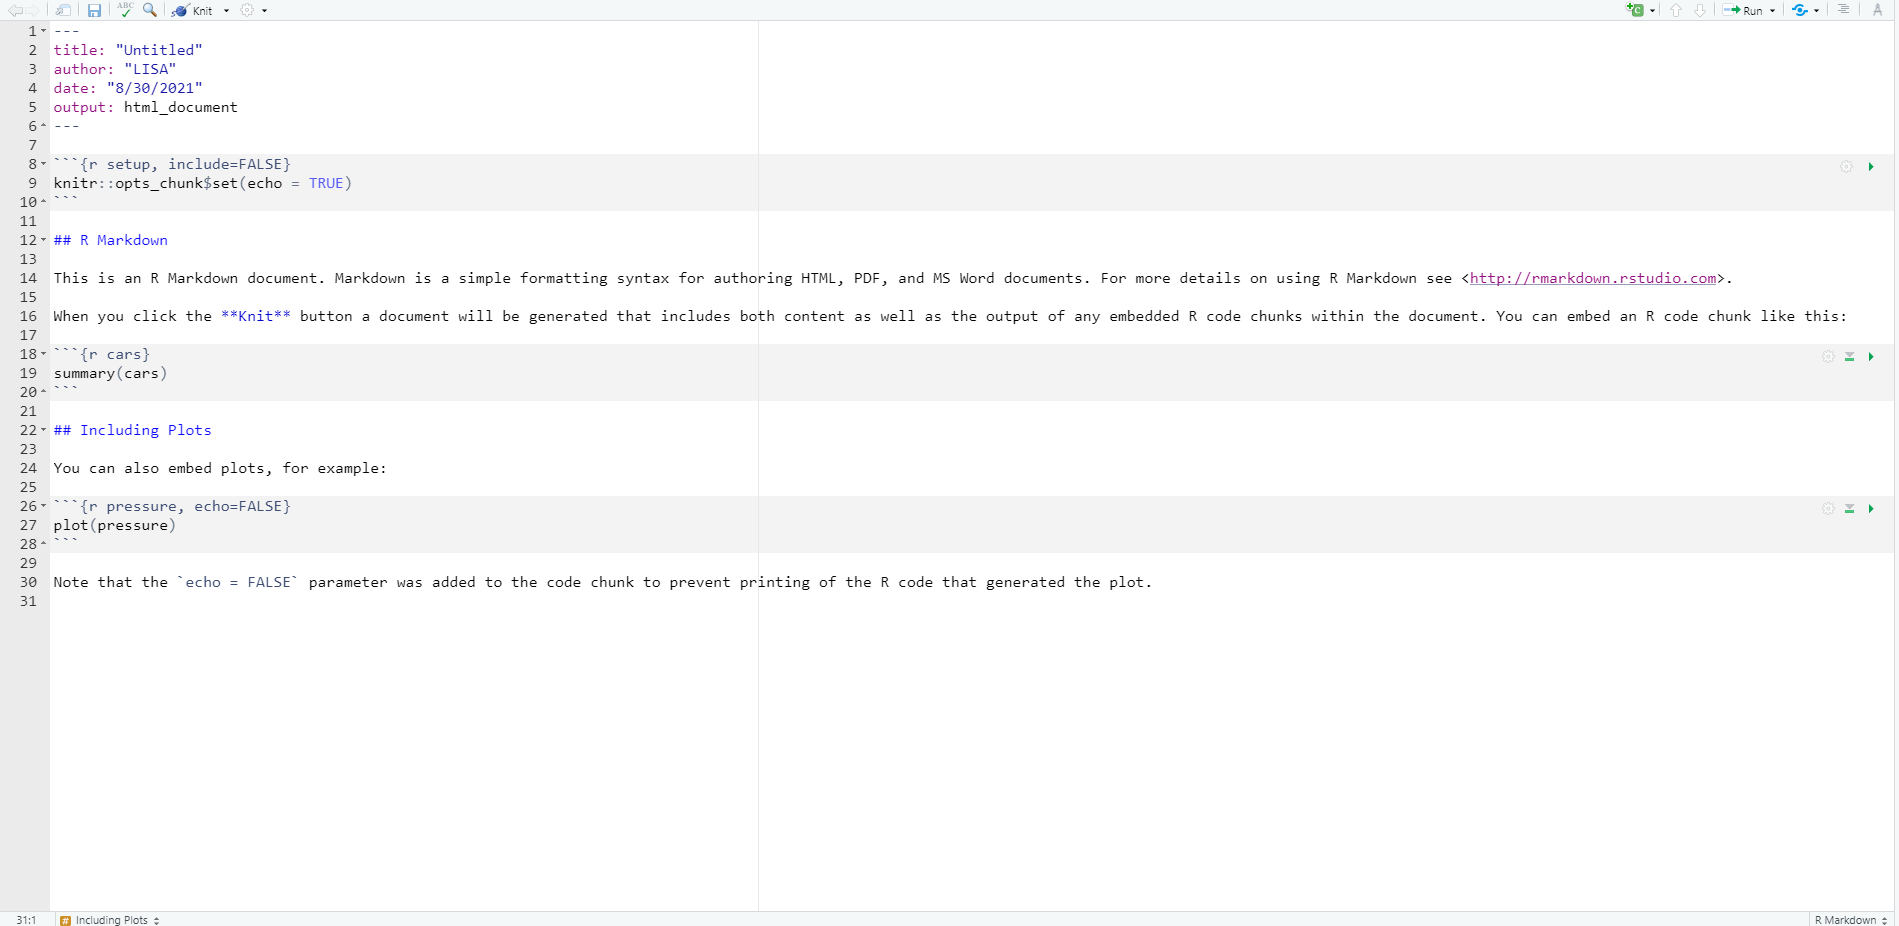 ABC Knit Run
1 ---
2 title: "Untitled"
3 author: "LISA"
4 date: "8/30/2021"
5 output: html_document
6 ---
7
8 ```{r setup, include=FALSE}
9 knitr::opts_chunk$set(echo = TRUE)
10 ```
11
12 ## R Markdown
13
14 This is an R Markdown document. Markdown is a simple formatting syntax for authoring HTML, PDF, and MS Word documents. For more details on using R Markdown see <http://rmarkdown.rstudio.com>.
15
16 When you click the **Knit** button a document will be generated that includes both content as well as the output of any embedded R code chunks within the document. You can embed an R code chunk like this:
17
18 ```{r cars}
19 summary(cars)
20 ```
21
22 ## Including Plots
23
24 You can also embed plots, for example:
25
26 ```{r pressure, echo=FALSE}
27 plot(pressure)
28 ```
29
30 Note that the `echo = FALSE` parameter was added to the code chunk to prevent printing of the R code that generated the plot.
31
31:1 # Including Plots R Markdown